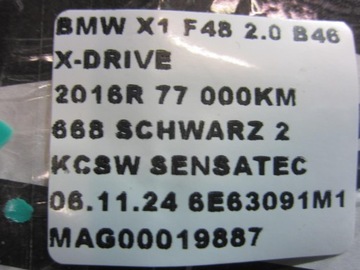 BMW X1 F48 2.0 B46
X-DRIVE
2016R 77 000KM
668 SCHWARZ 2
KCSW SENSATEC
06.11.24 6E63091M1
MAG00019887